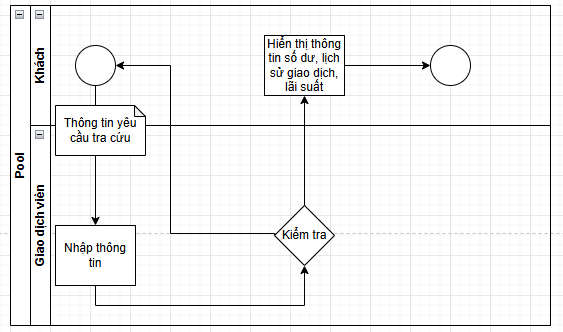 Pool
Khách
Giao dịch viên
Thông tin yêu
cầu tra cứu
Nhập thông
tin
Kiểm tra
Hiển thị thông
tin số dư, lịch
sử giao dịch,
lãi suất